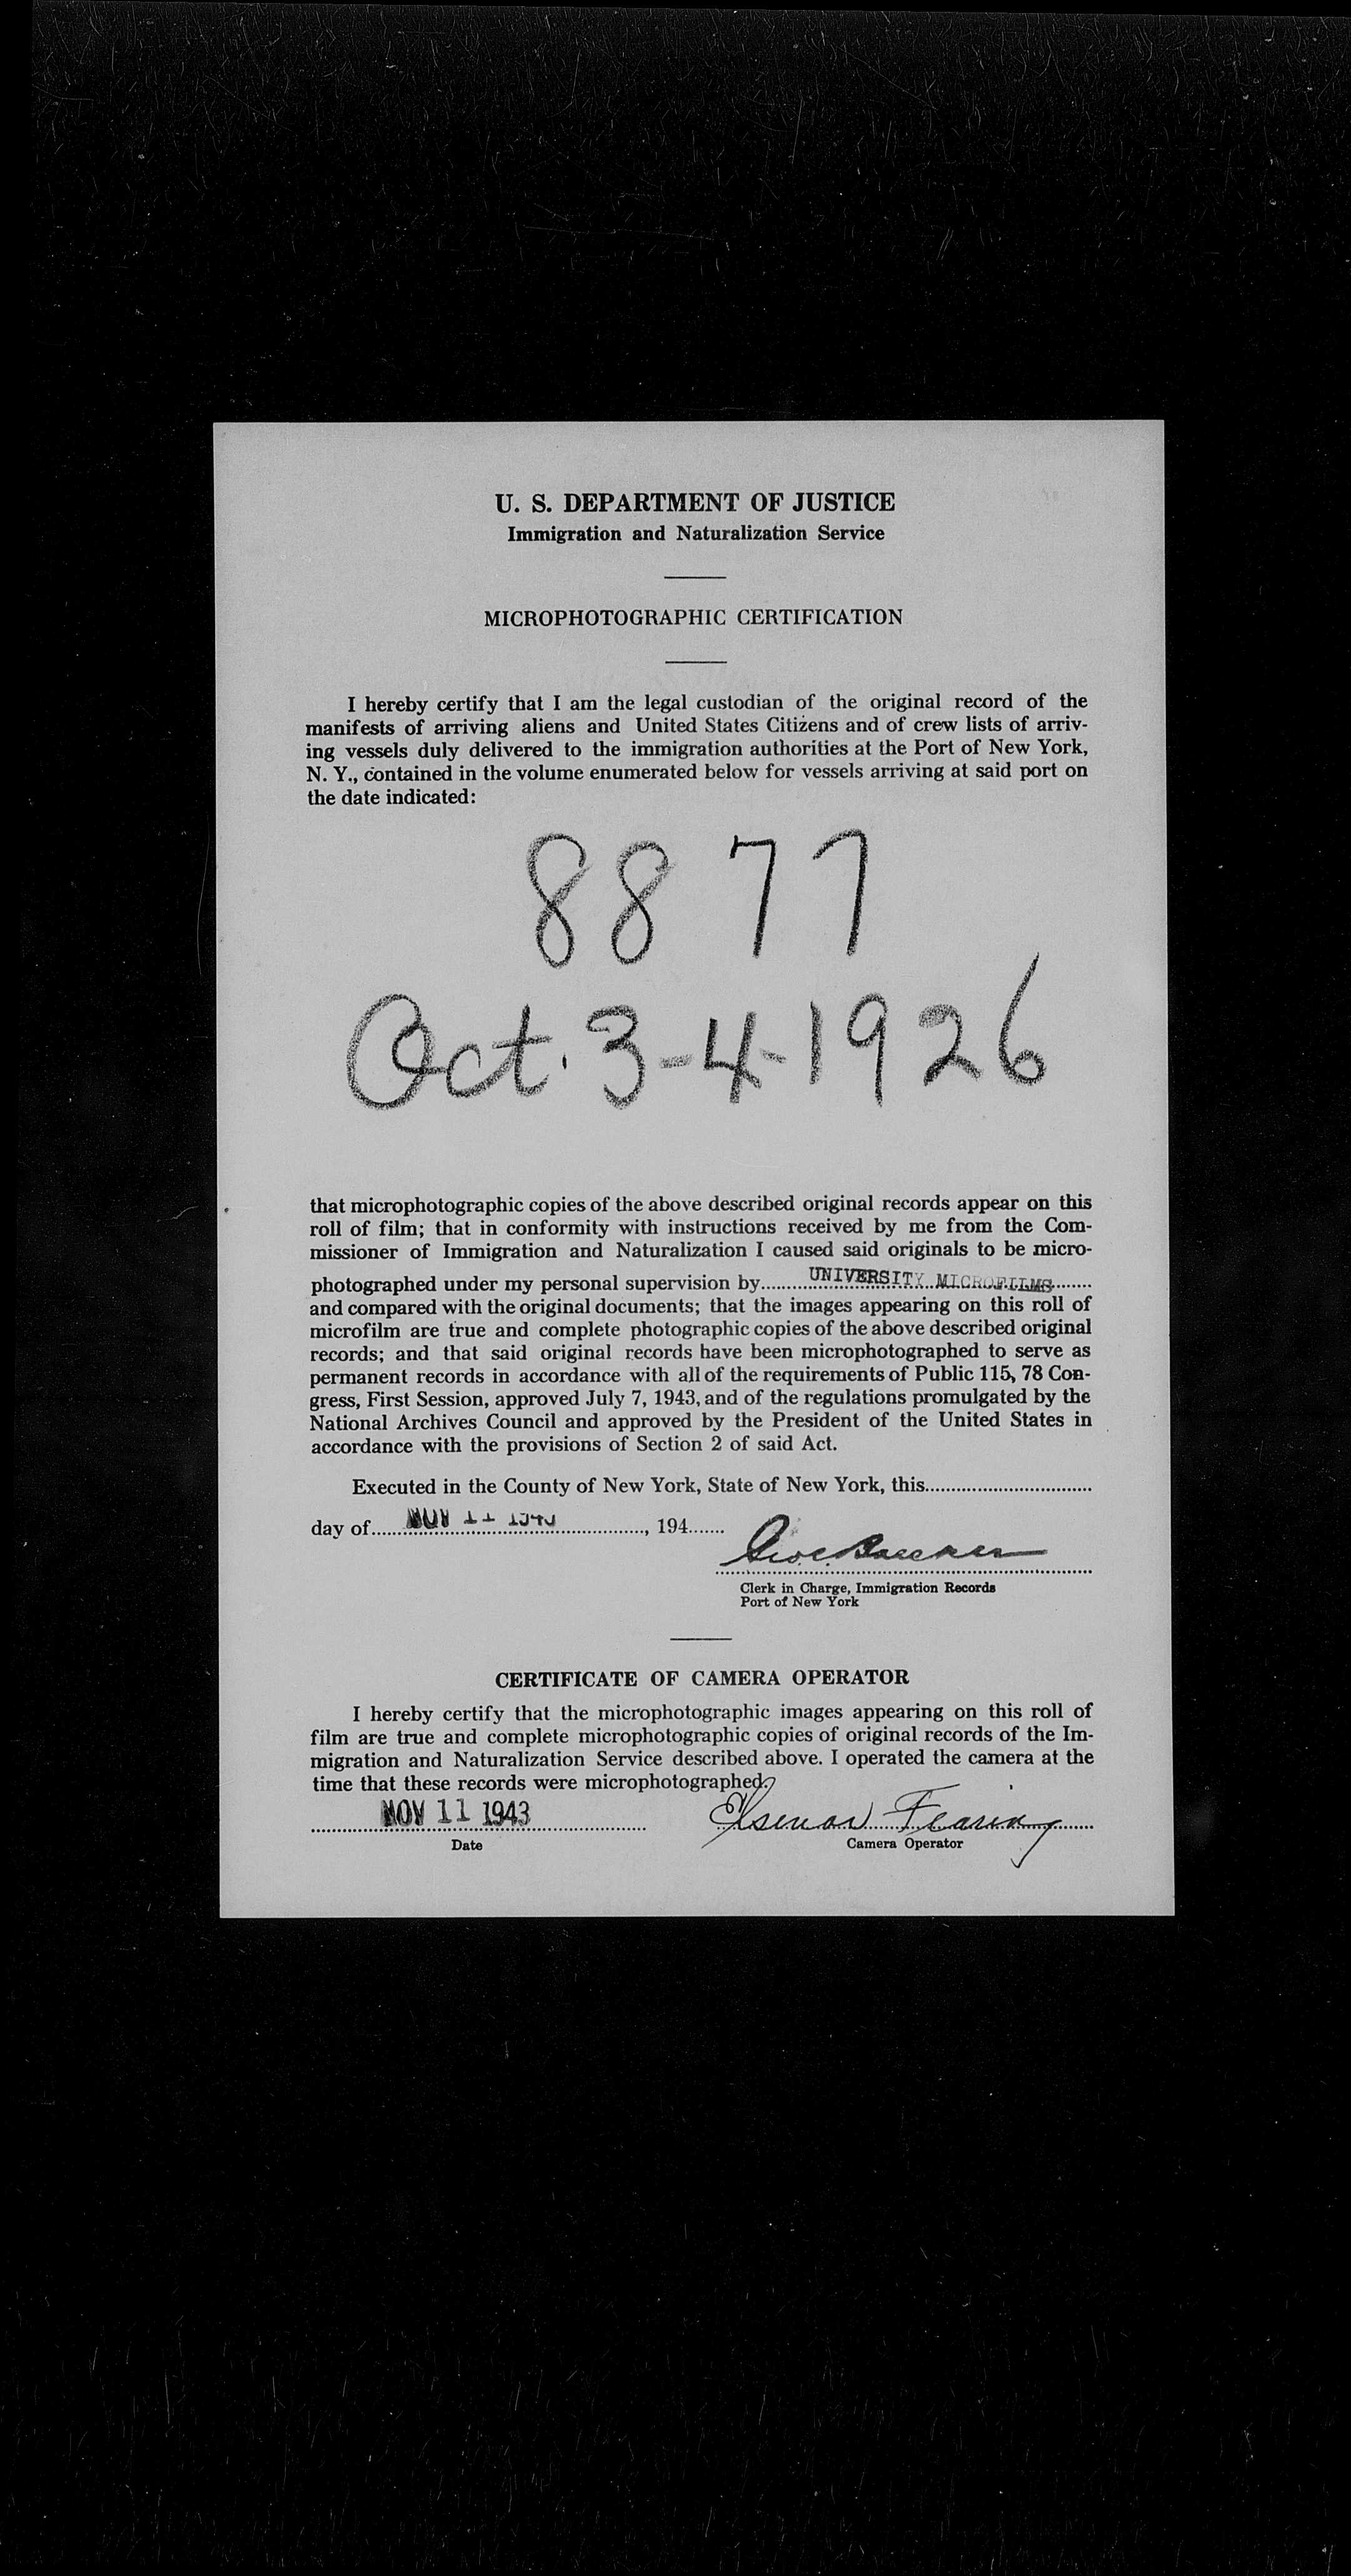 U. S. DEPARTMENT OF JUSTICE
Immigration and Naturalization Service
MICROPHOTOGRAPHIC CERTIFICATION
I hereby certify that I am the legal custodian of the original record of the
manifests of arriving aliens and United States Citizens and of crew lists of arriv-
ing vessels duly delivered to the immigration authorities at the Port of New York,
N. Y., contained in the volume enumerated below for vessels arriving at said port on
the date indicated:
8877
Oct. 3-4-1926
that microphotographic copies of the above described original records appear on this
roll of film; that in conformity with instructions received by me from the Com-
missioner of Immigration and Naturalization I caused said originals to be micro-
photographed under my personal supervision by UNIVERSITY MICROFILMS
and compared with the original documents; that the images appearing on this roll of
microfilm are true and complete photographic copies of the above described original
records; and that said original records have been microphotographed to serve as
permanent records in accordance with all of the requirements of Public 115, 78 Con-
gress, First Session, approved July 7, 1943, and of the regulations promulgated by the
National Archives Council and approved by the President of the United States in
accordance with the provisions of Section 2 of said Act.
Executed in the County of New York, State of New York, this
day of NOV 11 1943, 194
Clerk in Charge, Immigration Records
Port of New York
CERTIFICATE OF CAMERA OPERATOR
I hereby certify that the microphotographic images appearing on this roll of
film are true and complete microphotographic copies of original records of the Im-
migration and Naturalization Service described above. I operated the camera at the
time that these records were microphotographed.
NOV 11 1943 Fearing
Date Camera Operator